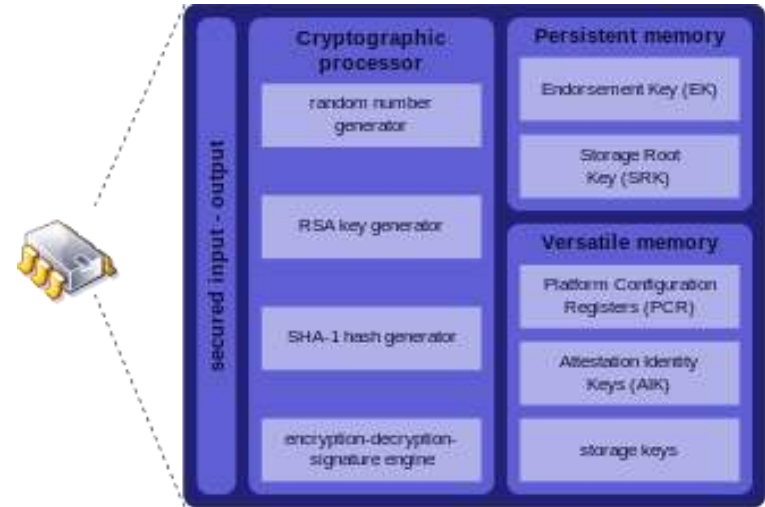 secured input - output
Cryptographic
processor
random number
generator
RSA key generator
SHA-1 hash generator
encryption-decryption-
signature engine
Persistent memory
Endorsement Key (EK)
Storage Root
Key (SRK)
Versatile memory
Platform Configuration
Registers (PCR)
Attestation Identity
Keys (AIK)
storage keys